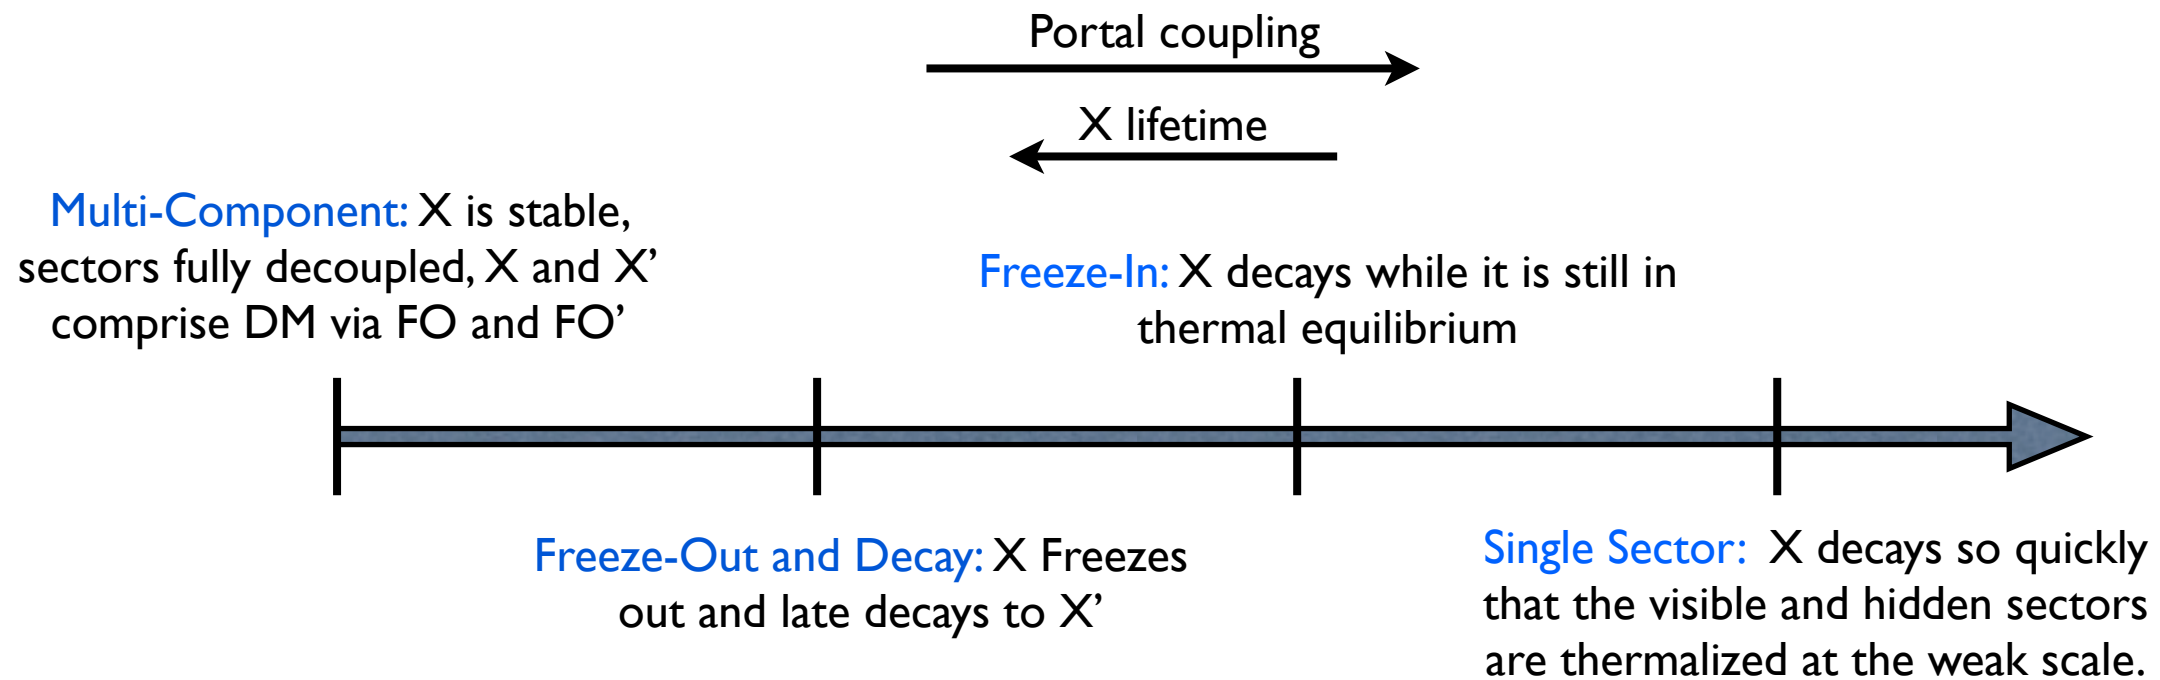 Portal coupling
X lifetime
Multi-Component: X is stable,
sectors fully decoupled, X and X’
comprise DM via FO and FO’
Freeze-In: X decays while it is still in
thermal equilibrium
Freeze-Out and Decay: X Freezes
out and late decays to X’
Single Sector: X decays so quickly
that the visible and hidden sectors
are thermalized at the weak scale.